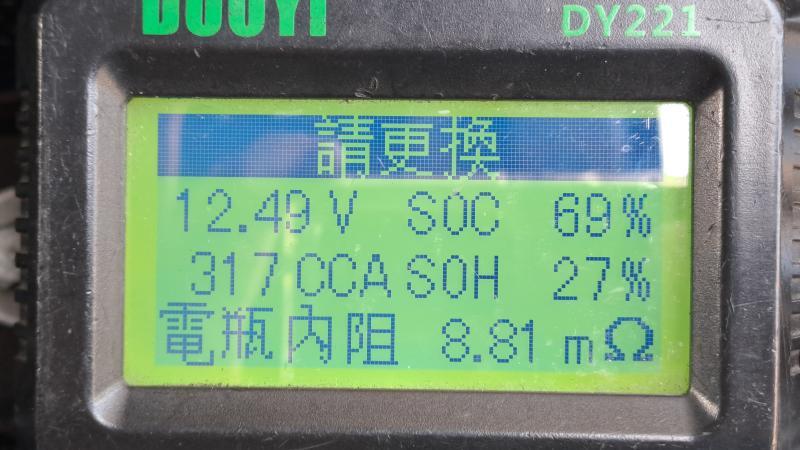 DUOYI DY221
請更換
12.49 V SOC 69%
317 CCA SOH 27%
電瓶內阻 8.81 mΩ